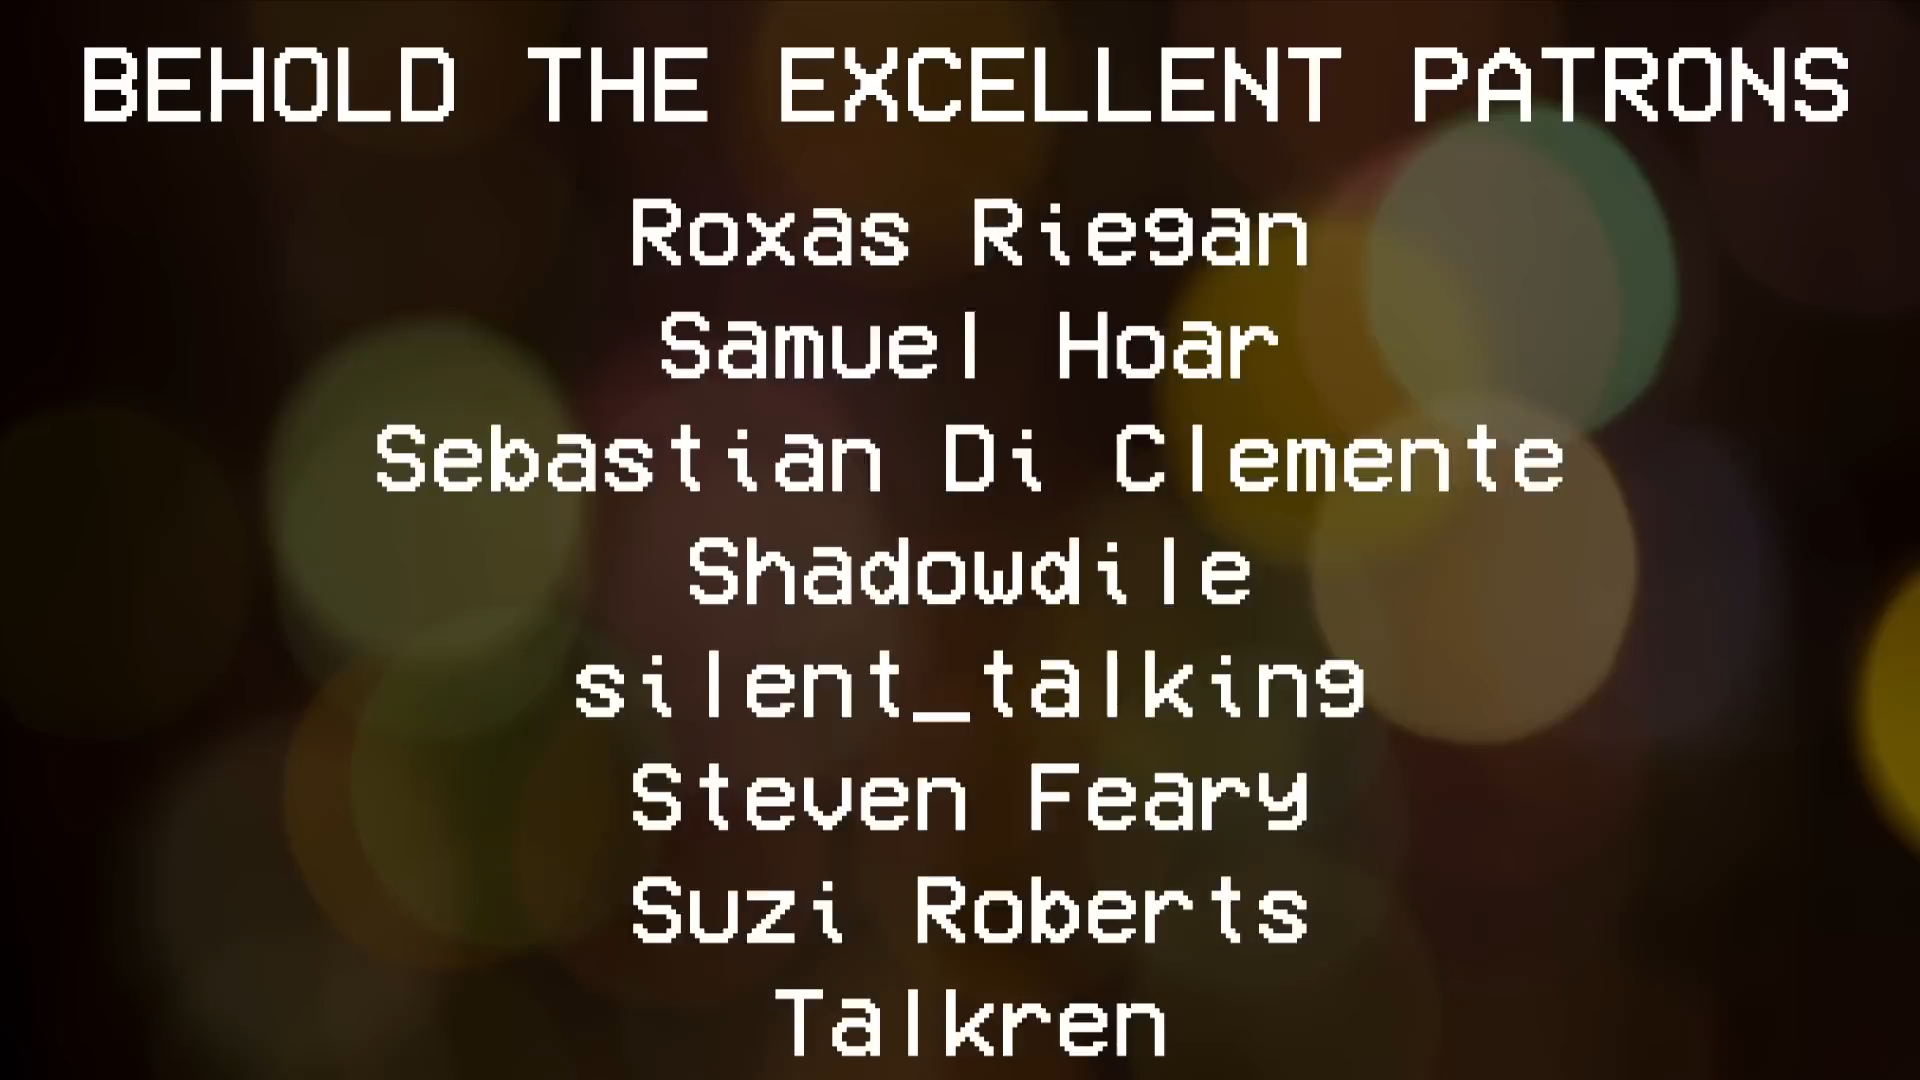 BEHOLD THE EXCELLENT PATRONS
Roxas Riegan
Samuel Hoar
Sebastian Di Clemente
Shadowdile
silent_talking
Steven Feary
Suzi Roberts
Talkren